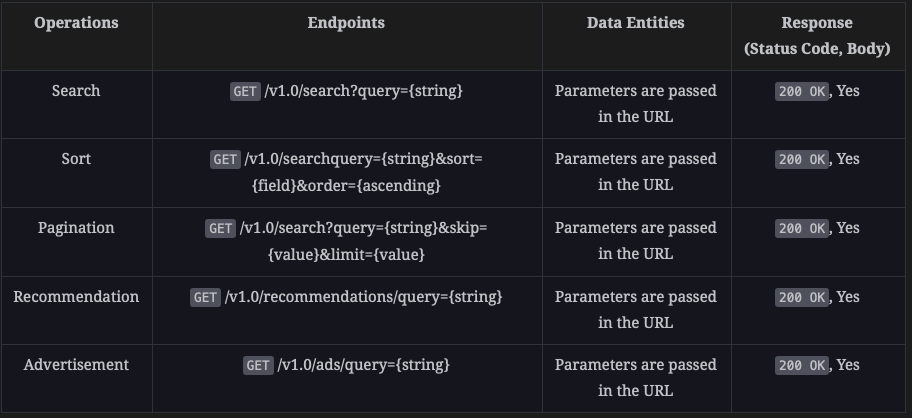 Operations Endpoints Data Entities Response
(Status Code, Body)
Search GET /v1.0/search?query={string} Parameters are passed 200 OK, Yes
in the URL
Sort GET /v1.0/searchquery={string}&sort= Parameters are passed 200 OK, Yes
{field}&order={ascending} in the URL
Pagination GET /v1.0/search?query={string}&skip= Parameters are passed 200 OK, Yes
{value}&limit={value} in the URL
Recommendation GET /v1.0/recommendations/query={string} Parameters are passed 200 OK, Yes
in the URL
Advertisement GET /v1.0/ads/query={string} Parameters are passed 200 OK, Yes
in the URL